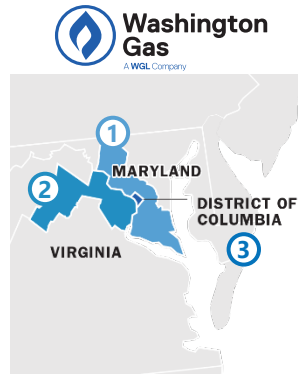 Washington
Gas
A WGL Company
1
MARYLAND
2
DISTRICT OF
COLUMBIA
VIRGINIA
3